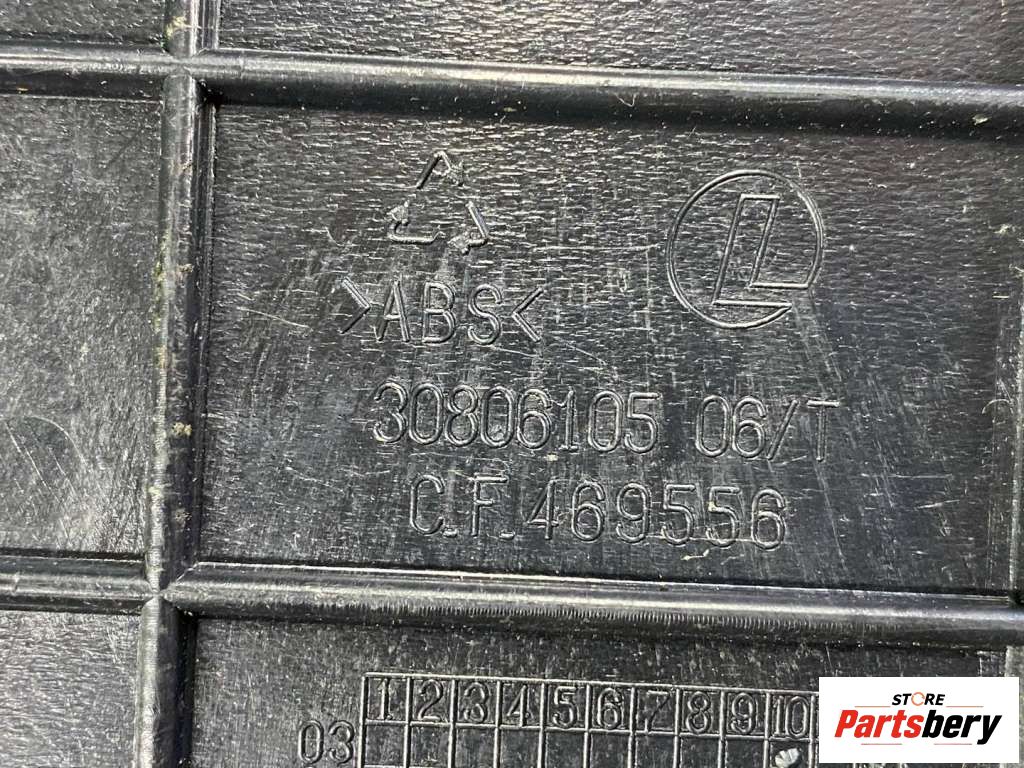 >ABS<
30806105 06/T
C.F. 469556
1 2 3 4 5 6 7 8 9 10
03
STORE
Partsbery